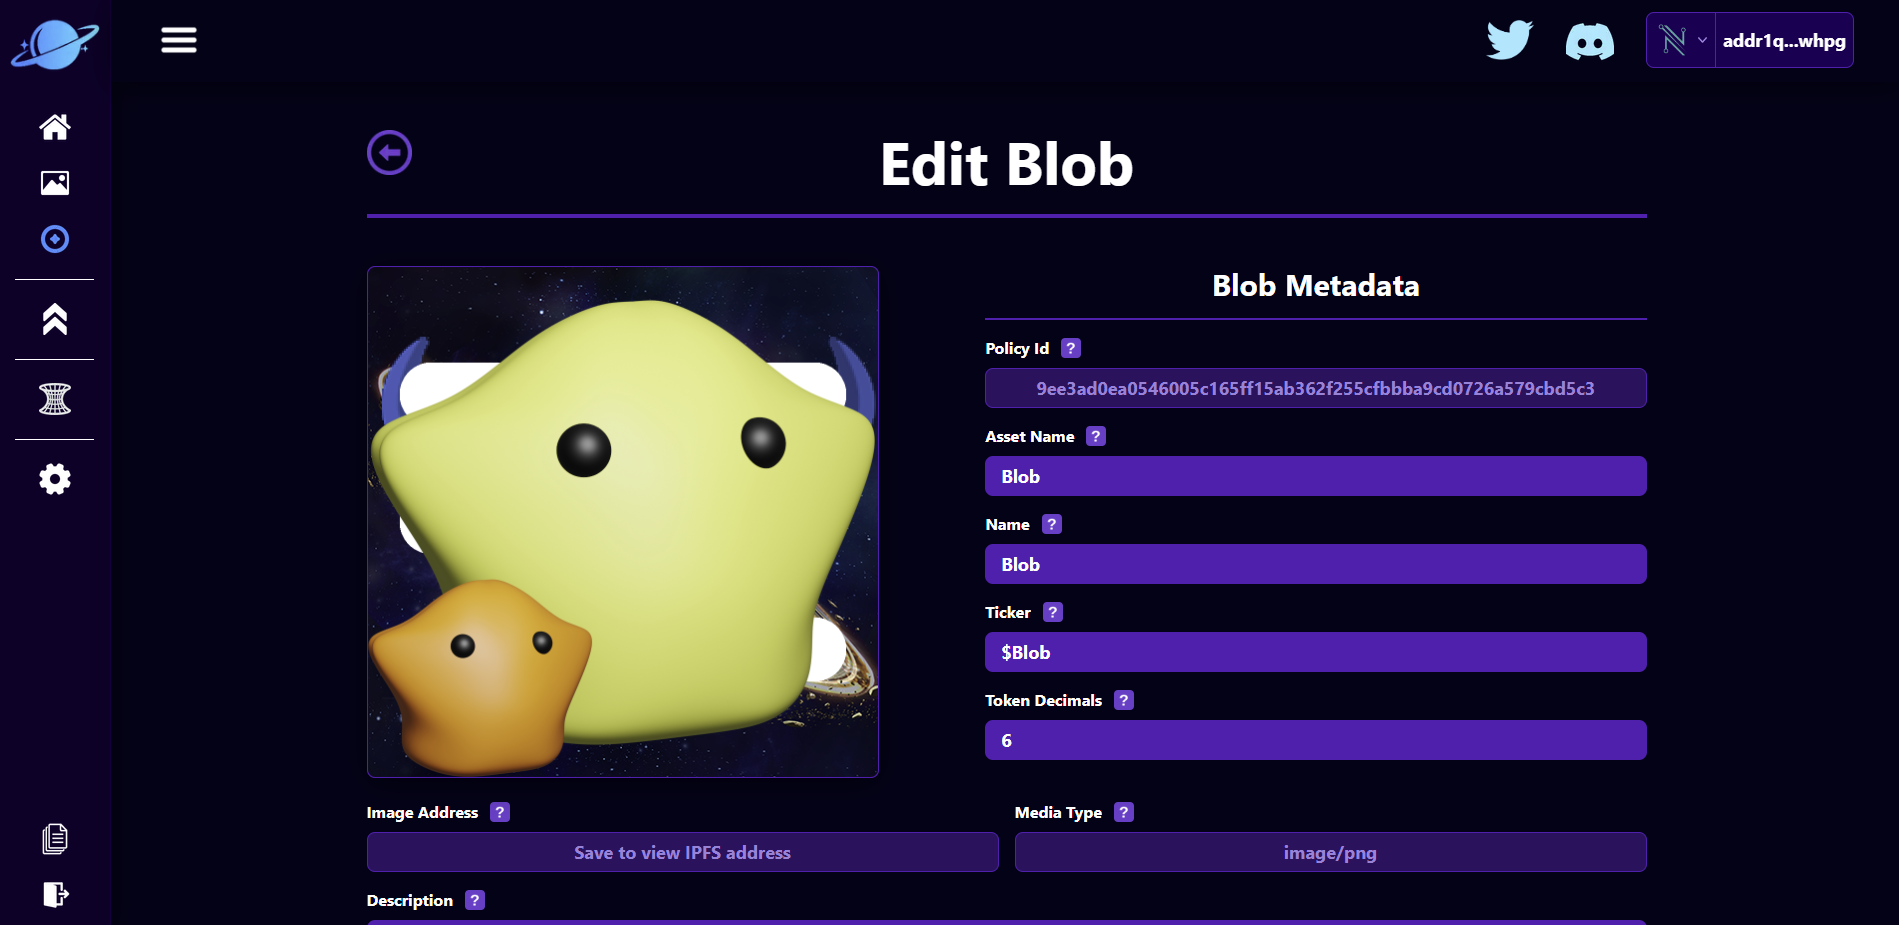 addr1q...whpg
Edit Blob
Blob Metadata
Policy Id ?
9ee3ad0ea0546005c165ff15ab362f255cfbbba9cd0726a579cbd5c3
Asset Name ?
Blob
Name ?
Blob
Ticker ?
$Blob
Token Decimals ?
6
Image Address ?
Save to view IPFS address
Media Type ?
image/png
Description ?